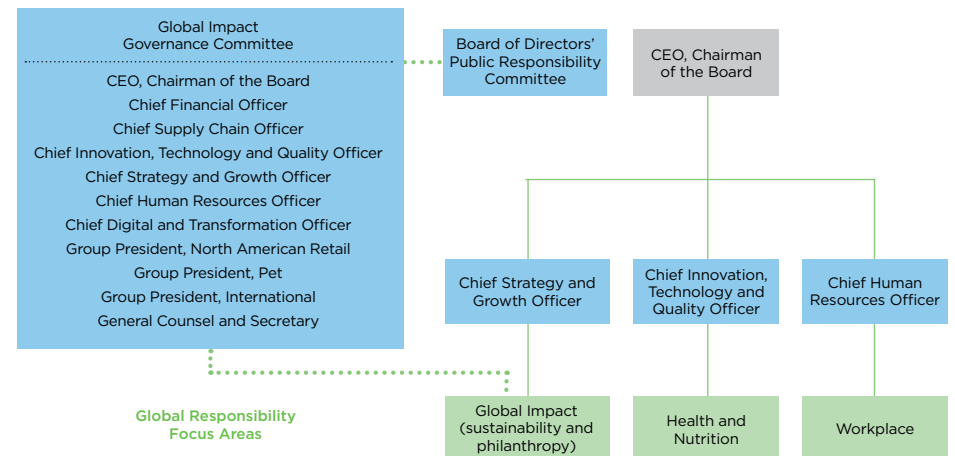 Global Impact
Governance Committee
CEO, Chairman of the Board
Chief Financial Officer
Chief Supply Chain Officer
Chief Innovation, Technology and Quality Officer
Chief Strategy and Growth Officer
Chief Human Resources Officer
Chief Digital and Transformation Officer
Group President, North American Retail
Group President, Pet
Group President, International
General Counsel and Secretary
Board of Directors’
Public Responsibility
Committee
CEO, Chairman
of the Board
Chief Strategy and
Growth Officer
Chief Innovation,
Technology and
Quality Officer
Chief Human
Resources Officer
Global Responsibility
Focus Areas
Global Impact
(sustainability and
philanthropy)
Health and
Nutrition
Workplace